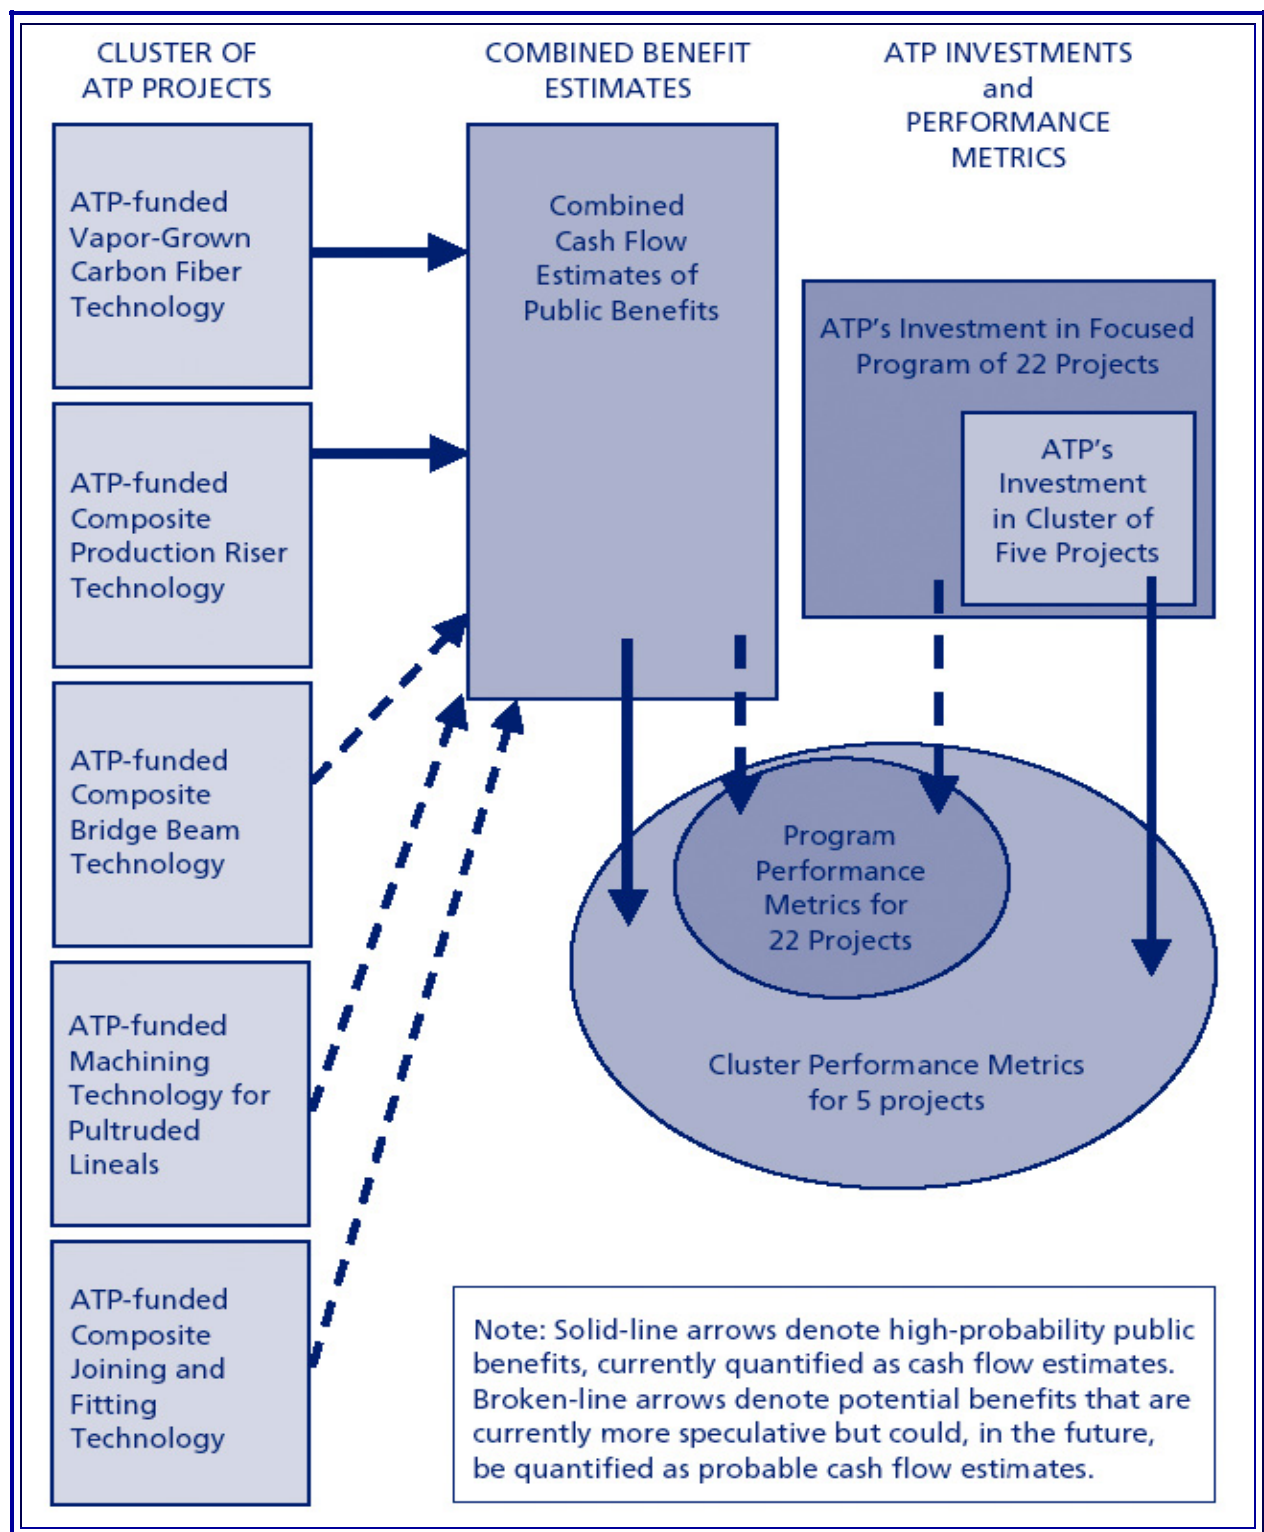 CLUSTER OF
ATP PROJECTS
COMBINED BENEFIT
ESTIMATES
ATP INVESTMENTS
and
PERFORMANCE
METRICS
ATP-funded
Vapor-Grown
Carbon Fiber
Technology
ATP-funded
Composite
Production Riser
Technology
ATP-funded
Composite
Bridge Beam
Technology
ATP-funded
Machining
Technology for
Pultruded
Lineals
ATP-funded
Composite
Joining and
Fitting
Technology
Combined
Cash Flow
Estimates of
Public Benefits
ATP's Investment in Focused
Program of 22 Projects
ATP's
Investment
in Cluster of
Five Projects
Program
Performance
Metrics for
22 Projects
Cluster Performance Metrics
for 5 projects
Note: Solid-line arrows denote high-probability public
benefits, currently quantified as cash flow estimates.
Broken-line arrows denote potential benefits that are
currently more speculative but could, in the future,
be quantified as probable cash flow estimates.